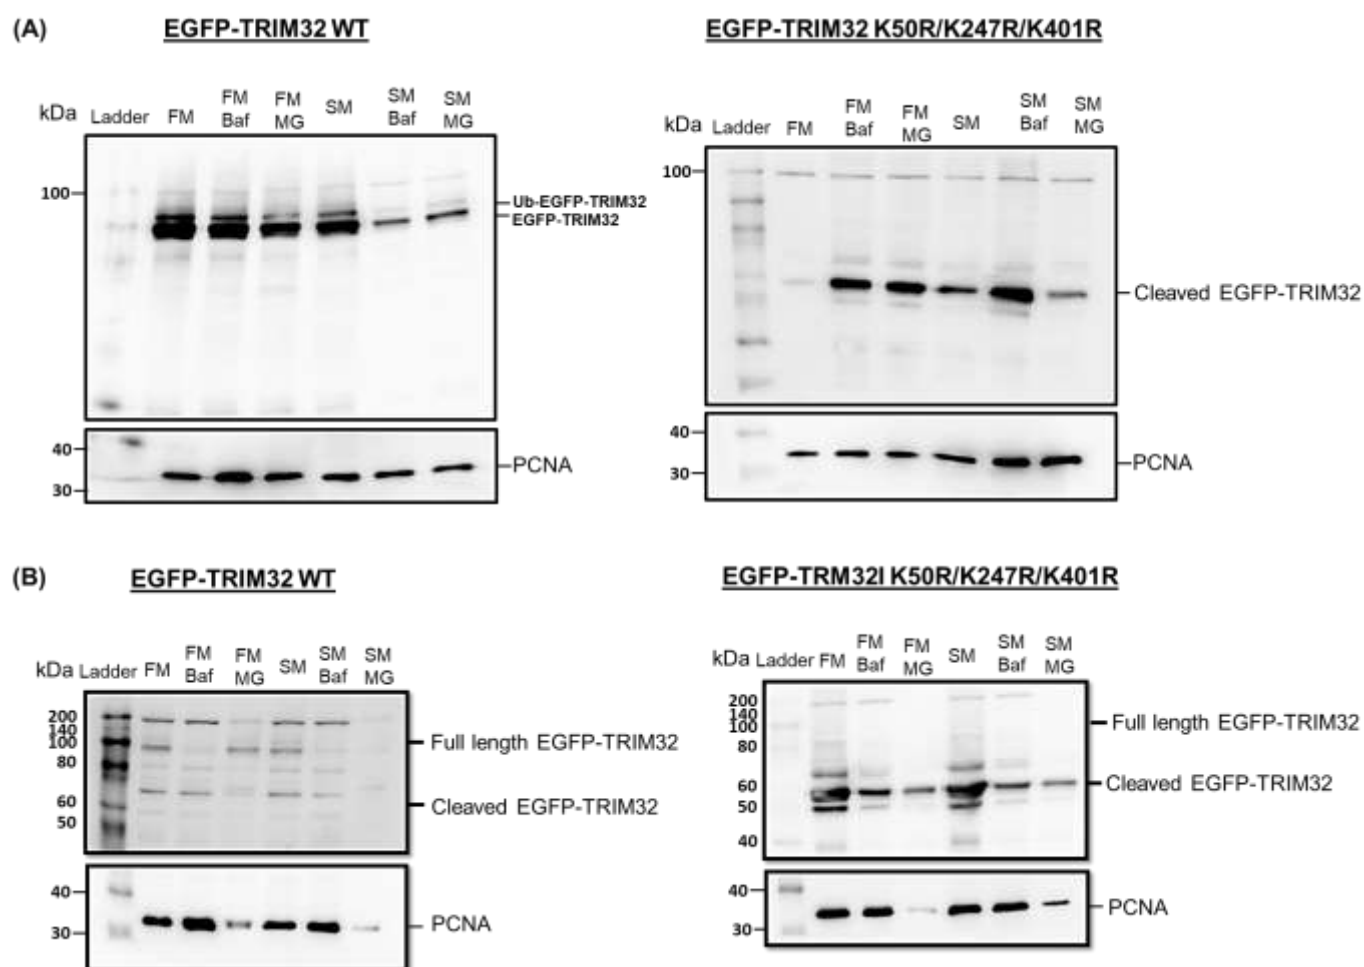 (A)
EGFP-TRIM32 WT
kDa
Ladder
FM
FM
Baf
FM
MG
SM
SM
Baf
SM
MG
100
Ub-EGFP-TRIM32
EGFP-TRIM32
40
30
PCNA
EGFP-TRIM32 K50R/K247R/K401R
kDa
Ladder
FM
FM
Baf
FM
MG
SM
SM
Baf
SM
MG
100
Cleaved EGFP-TRIM32
40
30
PCNA
(B)
EGFP-TRIM32 WT
kDa
Ladder
FM
FM
Baf
FM
MG
SM
SM
Baf
SM
MG
200
140
100
80
60
50
Full length EGFP-TRIM32
Cleaved EGFP-TRIM32
40
30
PCNA
EGFP-TRM32I K50R/K247R/K401R
kDa
Ladder
FM
FM
Baf
FM
MG
SM
SM
Baf
SM
MG
200
140
100
80
60
50
40
Full length EGFP-TRIM32
Cleaved EGFP-TRIM32
40
30
PCNA